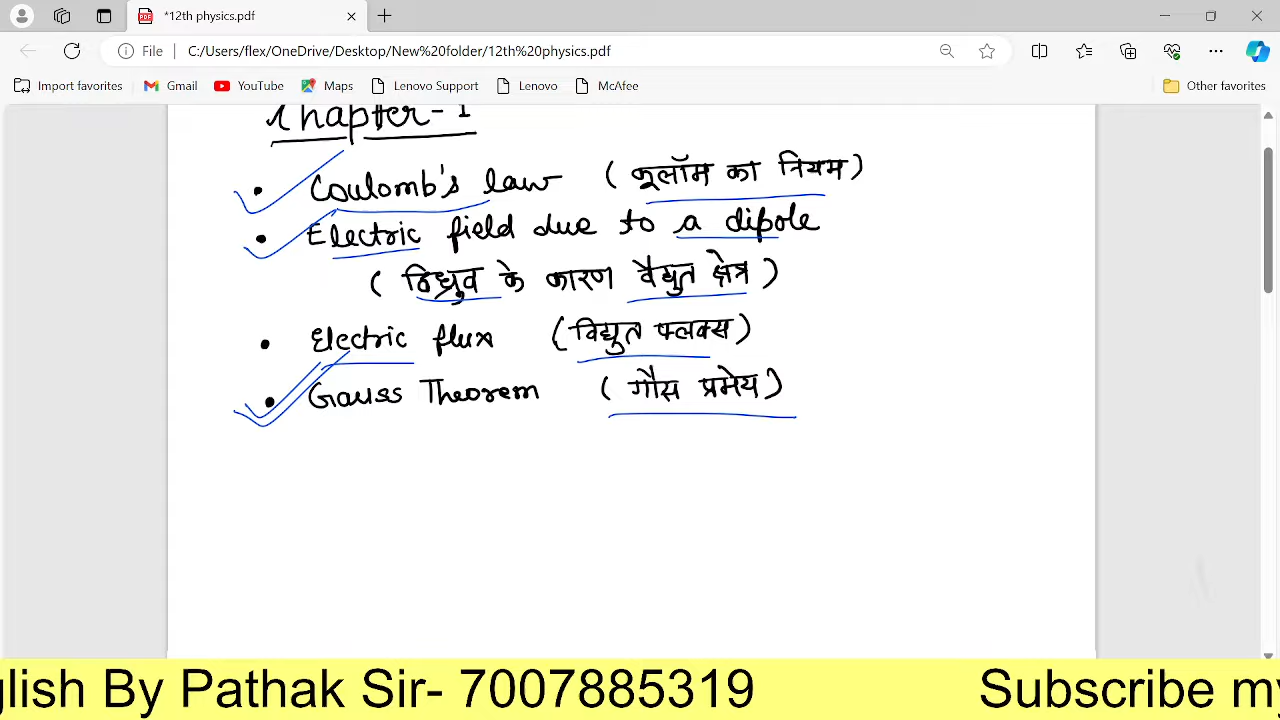 *12th physics.pdf
File C:/Users/flex/OneDrive/Desktop/New%20folder/12th%20physics.pdf
Import favorites Gmail YouTube Maps Lenovo Support Lenovo McAfee Other favorites
Chapter-1
• Coulomb's law (कूलॉम का नियम)
• Electric field due to a dipole
(द्विध्रुव के कारण वैद्युत क्षेत्र)
• Electric flux (विद्युत फ्लक्स)
• Gauss Theorem (गौस प्रमेय)
glish By Pathak Sir- 7007885319 Subscribe my